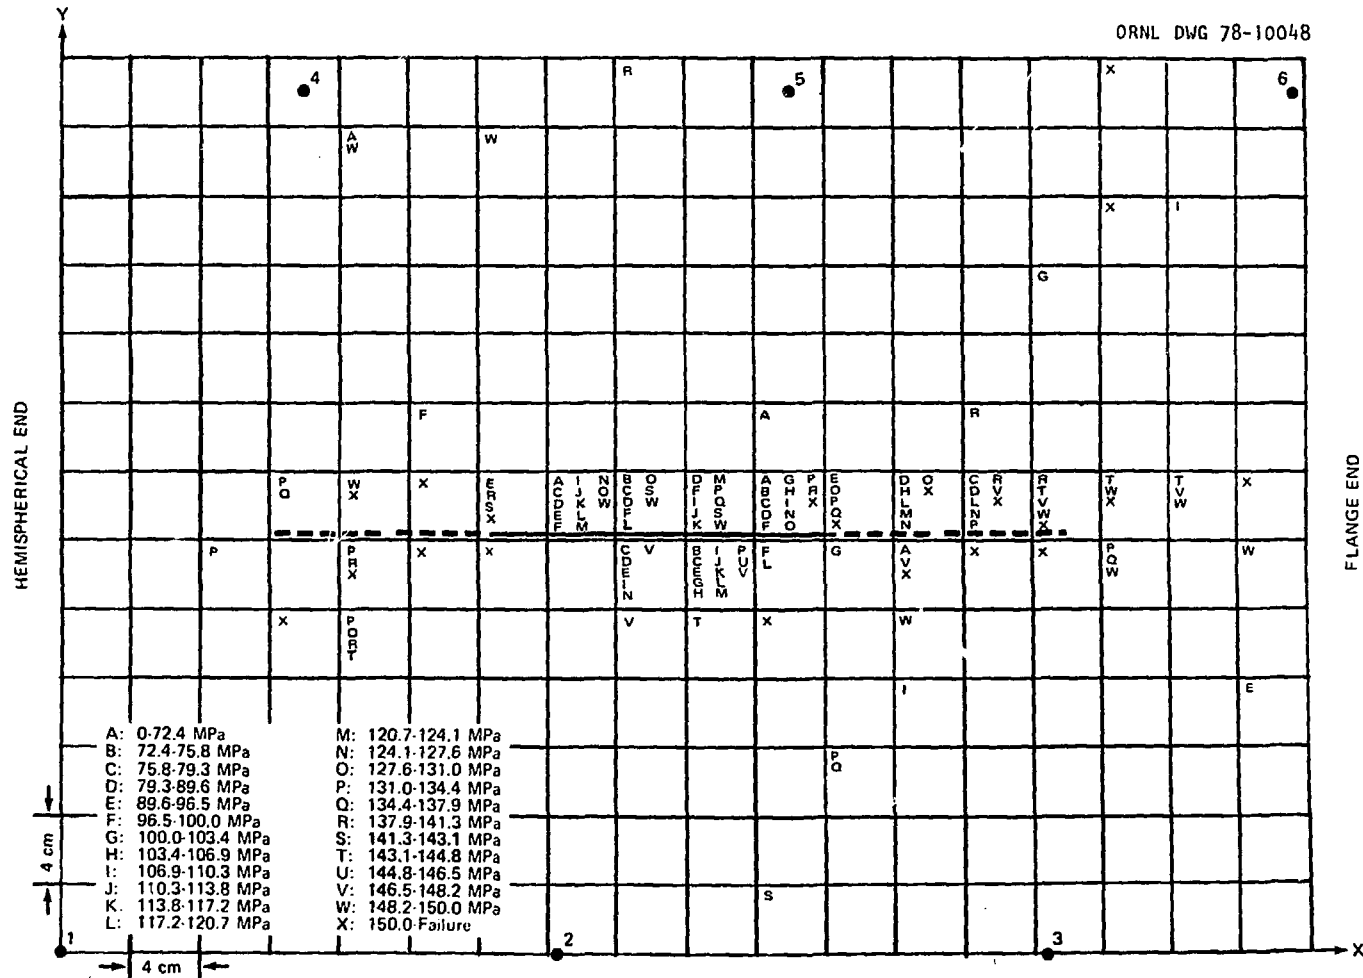 Y
ORNL DWG 78-10048
4
R
5
X
6
A
W
W
X
I
G
F
A
R
P
Q
W
X
X
E
R
S
X
A
C
D
E
F
I
J
K
L
M
N
Q
W
B
C
D
F
L
O
S
W
D
F
I
J
K
M
P
Q
S
W
A
B
C
D
F
G
H
I
N
O
P
R
X
E
O
P
Q
X
D
H
L
M
N
O
X
C
D
L
N
P
R
V
X
R
T
V
W
X
T
W
X
T
V
W
X
HEMISPHERICAL END
FLANGE END
P
P
R
X
X
X
C
D
E
I
N
V
B
C
E
G
H
I
J
K
L
M
P
U
V
F
L
G
A
V
X
X
X
P
Q
W
W
X
P
Q
R
T
V
T
X
W
I
E
P
Q
S
A: 0-72.4 MPa
B: 72.4-75.8 MPa
C: 75.8-79.3 MPa
D: 79.3-89.6 MPa
E: 89.6-96.5 MPa
F: 96.5-100.0 MPa
G: 100.0-103.4 MPa
H: 103.4-106.9 MPa
I: 106.9-110.3 MPa
J: 110.3-113.8 MPa
K: 113.8-117.2 MPa
L: 117.2-120.7 MPa
M: 120.7-124.1 MPa
N: 124.1-127.6 MPa
O: 127.6-131.0 MPa
P: 131.0-134.4 MPa
Q: 134.4-137.9 MPa
R: 137.9-141.3 MPa
S: 141.3-143.1 MPa
T: 143.1-144.8 MPa
U: 144.8-146.5 MPa
V: 146.5-148.2 MPa
W: 148.2-150.0 MPa
X: 150.0-Failure
4 cm
1
2
3
X
4 cm